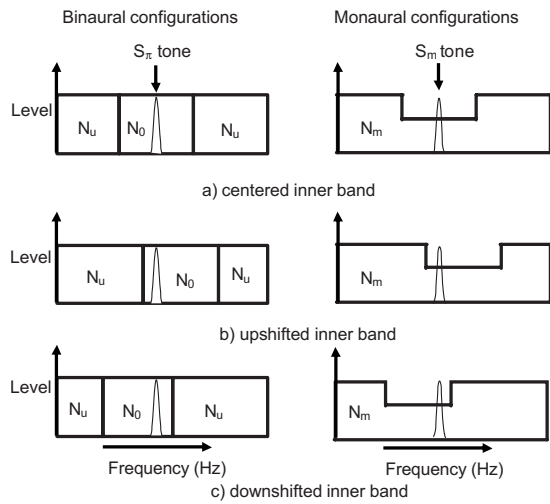 Binaural configurations Monaural configurations
Sπ tone Sm tone
Level Nu N0 Nu Nm
a) centered inner band
Level Nu N0 Nu Nm
b) upshifted inner band
Level Nu N0 Nu Nm
Frequency (Hz) Frequency (Hz)
c) downshifted inner band